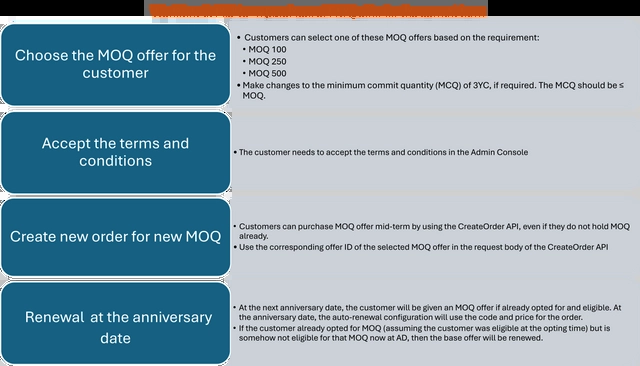 Choose the MOQ offer for the
customer
• Customers can select one of these MOQ offers based on the requirement:
• MOQ 100
• MOQ 250
• MOQ 500
• Make changes to the minimum commit quantity (MCQ) of 3YC, if required. The MCQ should be ≤
MOQ.
Accept the terms and
conditions
• The customer needs to accept the terms and conditions in the Admin Console
Create new order for new MOQ
• Customers can purchase MOQ offer mid-term by using the CreateOrder API, even if they do not hold MOQ
already.
• Use the corresponding offer ID of the selected MOQ offer in the request body of the CreateOrder API
Renewal at the anniversary
date
• At the next anniversary date, the customer will be given an MOQ offer if already opted for and eligible. At
the anniversary date, the auto-renewal configuration will use the code and price for the order.
• If the customer already opted for MOQ (assuming the customer was eligible at the opting time) but is
somehow not eligible for that MOQ now at AD, then the base offer will be renewed.